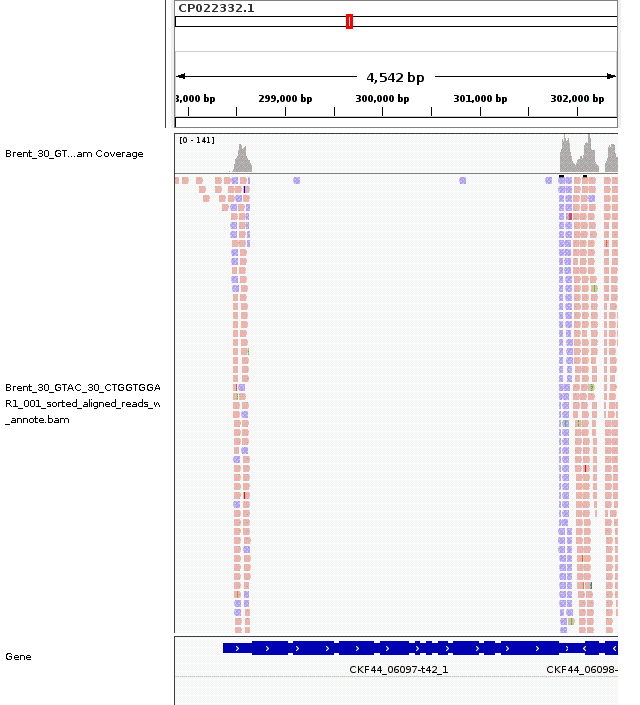 CP022332.1
4,542 bp
3,000 bp 299,000 bp 300,000 bp 301,000 bp 302,000 bp
[0 - 141]
Brent_30_GT...am Coverage
Brent_30_GTAC_30_CTGGTGGA
R1_001_sorted_aligned_reads_w
_annote.bam
Gene
CKF44_06097-t42_1 CKF44_06098-